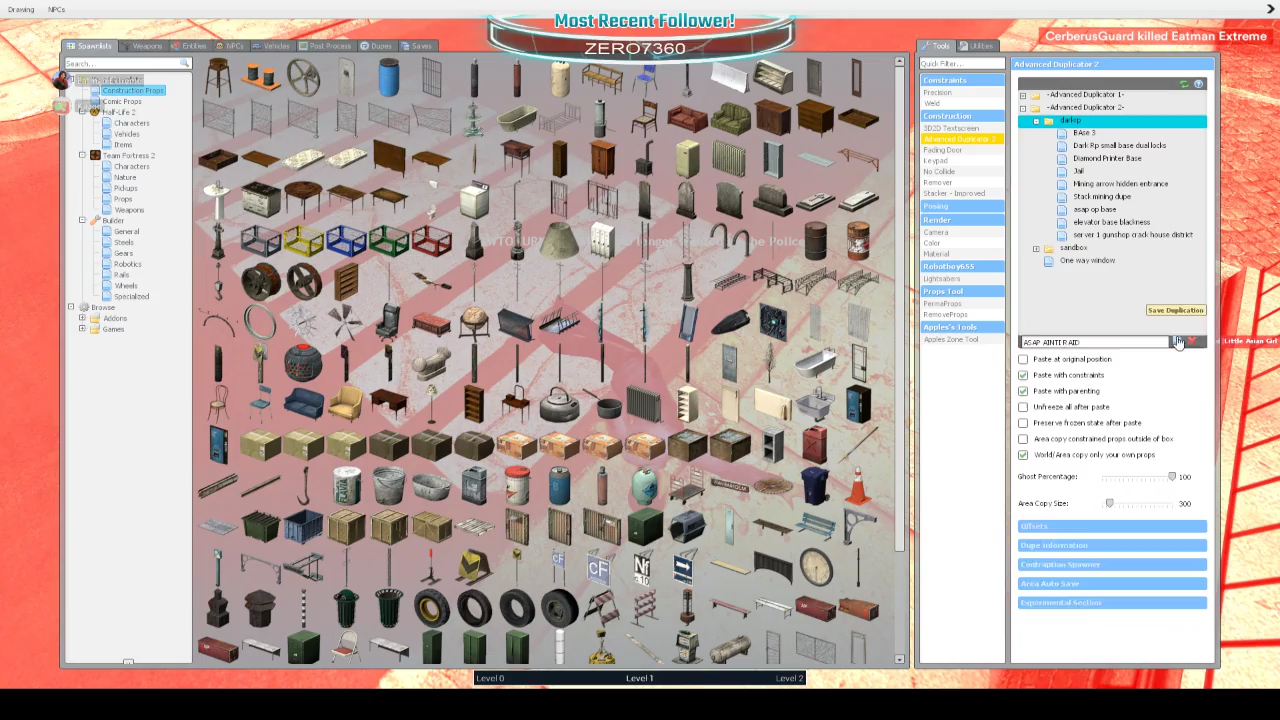 Drawing NPCs
Most Recent Follower!
ZERO7360
CerberusGuard killed Eatman Extreme
Spawnlists Weapons Entities NPCs Vehicles Post Process Dupes Saves
Tools Utilities
Search...
Quick Filter...
Advanced Duplicator 2
Construction Props
Comic Props
Half-Life 2
Characters
Vehicles
Items
Team Fortress 2
Characters
Nature
Pickups
Props
Weapons
Builder
General
Steels
Gears
Robotics
Rails
Wheels
Specialized
Browse
Addons
Games
Constraints
Precision
Weld
Construction
3D2D Textscreen
Advanced Duplicator 2
Fading Door
Keypad
No Collide
Remover
Stacker - Improved
Posing
Render
Camera
Color
Material
Robotboy655
Lightsabers
Props Tool
PermaProps
RemoveProps
Apples's Tools
Apples Zone Tool
-Advanced Duplicator 1-
-Advanced Duplicator 2-
darkrp
BAse 3
Dark Rp small base dual locks
Diamond Printer Base
Jail
Mining arrow hidden entrance
Stack mining dupe
asap op base
elevator base blackness
server 1 gunshop crack house district
sandbox
One way window
Save Duplication
ASAP AINTI RAID
[Little Asian Girl
Paste at original position
Paste with constraints
Paste with parenting
Unfreeze all after paste
Preserve frozen state after paste
Area copy constrained props outside of box
World/Area copy only your own props
Ghost Percentage: 100
Area Copy Size: 300
Offsets
Dupe Information
Contraption Spawner
Area Auto Save
Experimental Section
Level 0 Level 1 Level 2